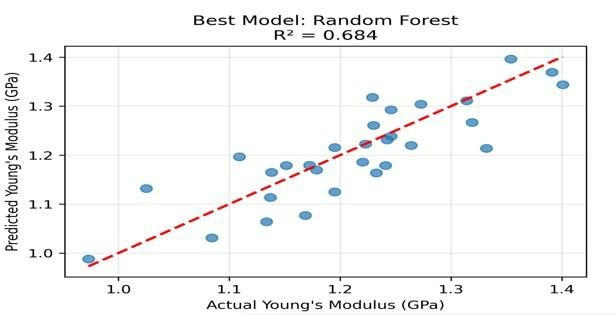 Best Model: Random Forest
R² = 0.684
Predicted Young's Modulus (GPa)
1.4
1.3
1.2
1.1
1.0
1.0 1.1 1.2 1.3 1.4
Actual Young's Modulus (GPa)